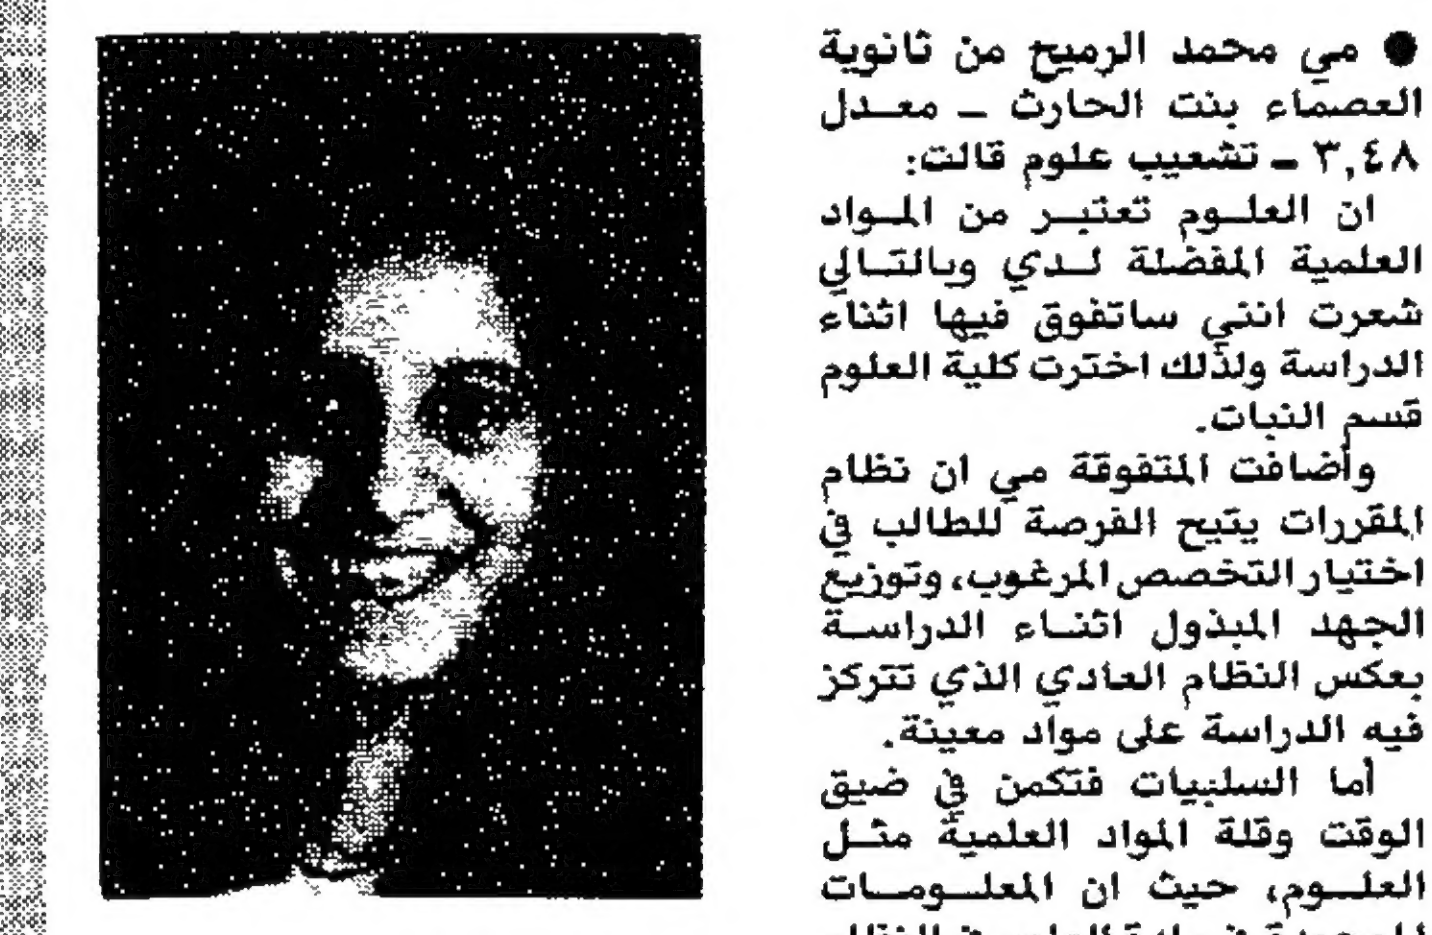 ● مي محمد الرميح من ثانوية
العصماء بنت الحارث ـ معدل
٣,٤٨ ـ تشعيب علوم قالت:
ان العلوم تعتبر من المواد
العلمية المفضلة لدي وبالتالي
شعرت انني ساتفوق فيها اثناء
الدراسة ولذلك اخترت كلية العلوم
قسم النبات.
وأضافت المتفوقة مي ان نظام
المقررات يتيح الفرصة للطالب في
اختيار التخصص المرغوب، وتوزيع
الجهد المبذول اثناء الدراسة
بعكس النظام العادي الذي تتركز
فيه الدراسة على مواد معينة.
أما السلبيات فتكمن في ضيق
الوقت وقلة المواد العلمية مثل
العلوم، حيث ان المعلومات